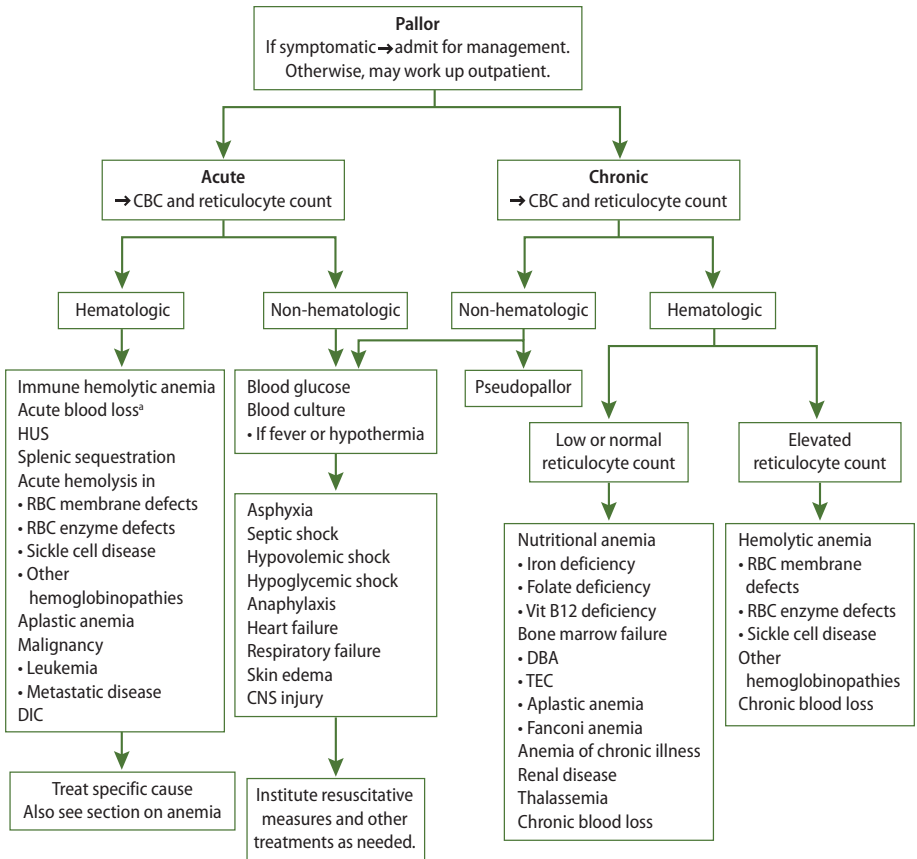 Pallor
If symptomatic → admit for management.
Otherwise, may work up outpatient.
Acute
→ CBC and reticulocyte count
Chronic
→ CBC and reticulocyte count
Hematologic
Non-hematologic
Non-hematologic
Hematologic
Immune hemolytic anemia
Acute blood lossᵃ
HUS
Splenic sequestration
Acute hemolysis in
• RBC membrane defects
• RBC enzyme defects
• Sickle cell disease
• Other
hemoglobinopathies
Aplastic anemia
Malignancy
• Leukemia
• Metastatic disease
DIC
Blood glucose
Blood culture
• If fever or hypothermia
Pseudopallor
Low or normal
reticulocyte count
Elevated
reticulocyte count
Asphyxia
Septic shock
Hypovolemic shock
Hypoglycemic shock
Anaphylaxis
Heart failure
Respiratory failure
Skin edema
CNS injury
Nutritional anemia
• Iron deficiency
• Folate deficiency
• Vit B12 deficiency
Bone marrow failure
• DBA
• TEC
• Aplastic anemia
• Fanconi anemia
Anemia of chronic illness
Renal disease
Thalassemia
Chronic blood loss
Hemolytic anemia
• RBC membrane
defects
• RBC enzyme defects
• Sickle cell disease
Other
hemoglobinopathies
Chronic blood loss
Treat specific cause
Also see section on anemia
Institute resuscitative
measures and other
treatments as needed.